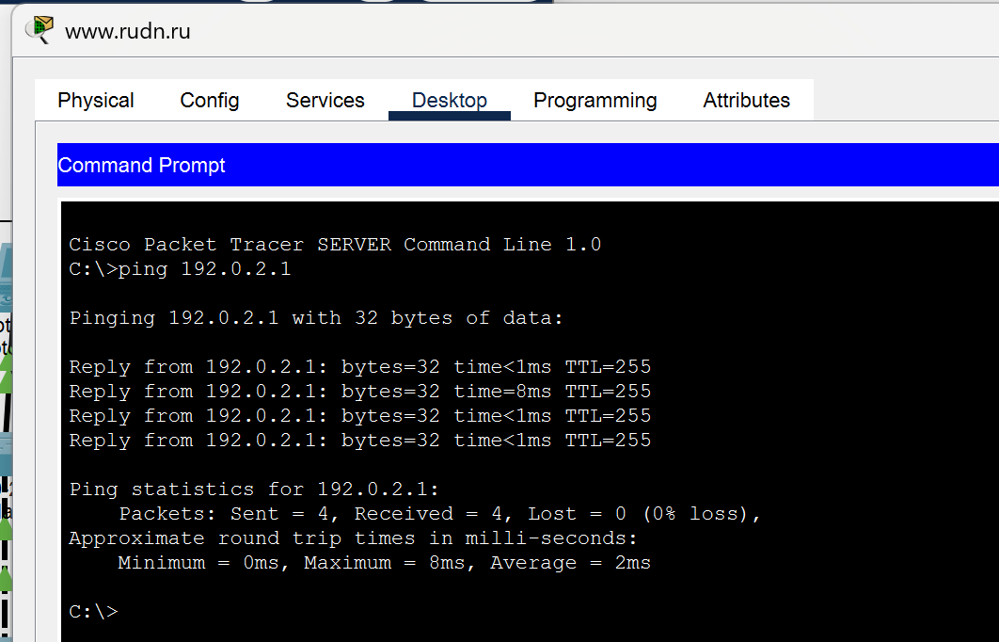 www.rudn.ru
Physical Config Services Desktop Programming Attributes
Command Prompt
Cisco Packet Tracer SERVER Command Line 1.0
C:\>ping 192.0.2.1
Pinging 192.0.2.1 with 32 bytes of data:
Reply from 192.0.2.1: bytes=32 time<1ms TTL=255
Reply from 192.0.2.1: bytes=32 time=8ms TTL=255
Reply from 192.0.2.1: bytes=32 time<1ms TTL=255
Reply from 192.0.2.1: bytes=32 time<1ms TTL=255
Ping statistics for 192.0.2.1:
Packets: Sent = 4, Received = 4, Lost = 0 (0% loss),
Approximate round trip times in milli-seconds:
Minimum = 0ms, Maximum = 8ms, Average = 2ms
C:\>